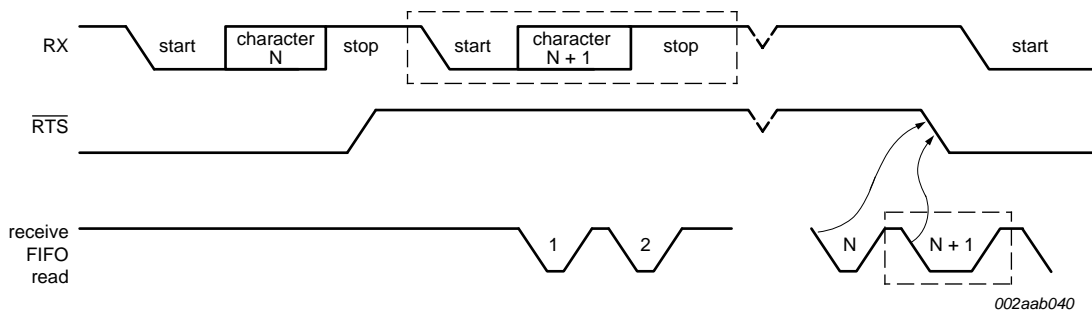 RX
start
character
N
stop
start
character
N + 1
stop
start
RTS
receive
FIFO
read
1
2
N
N + 1
002aab040